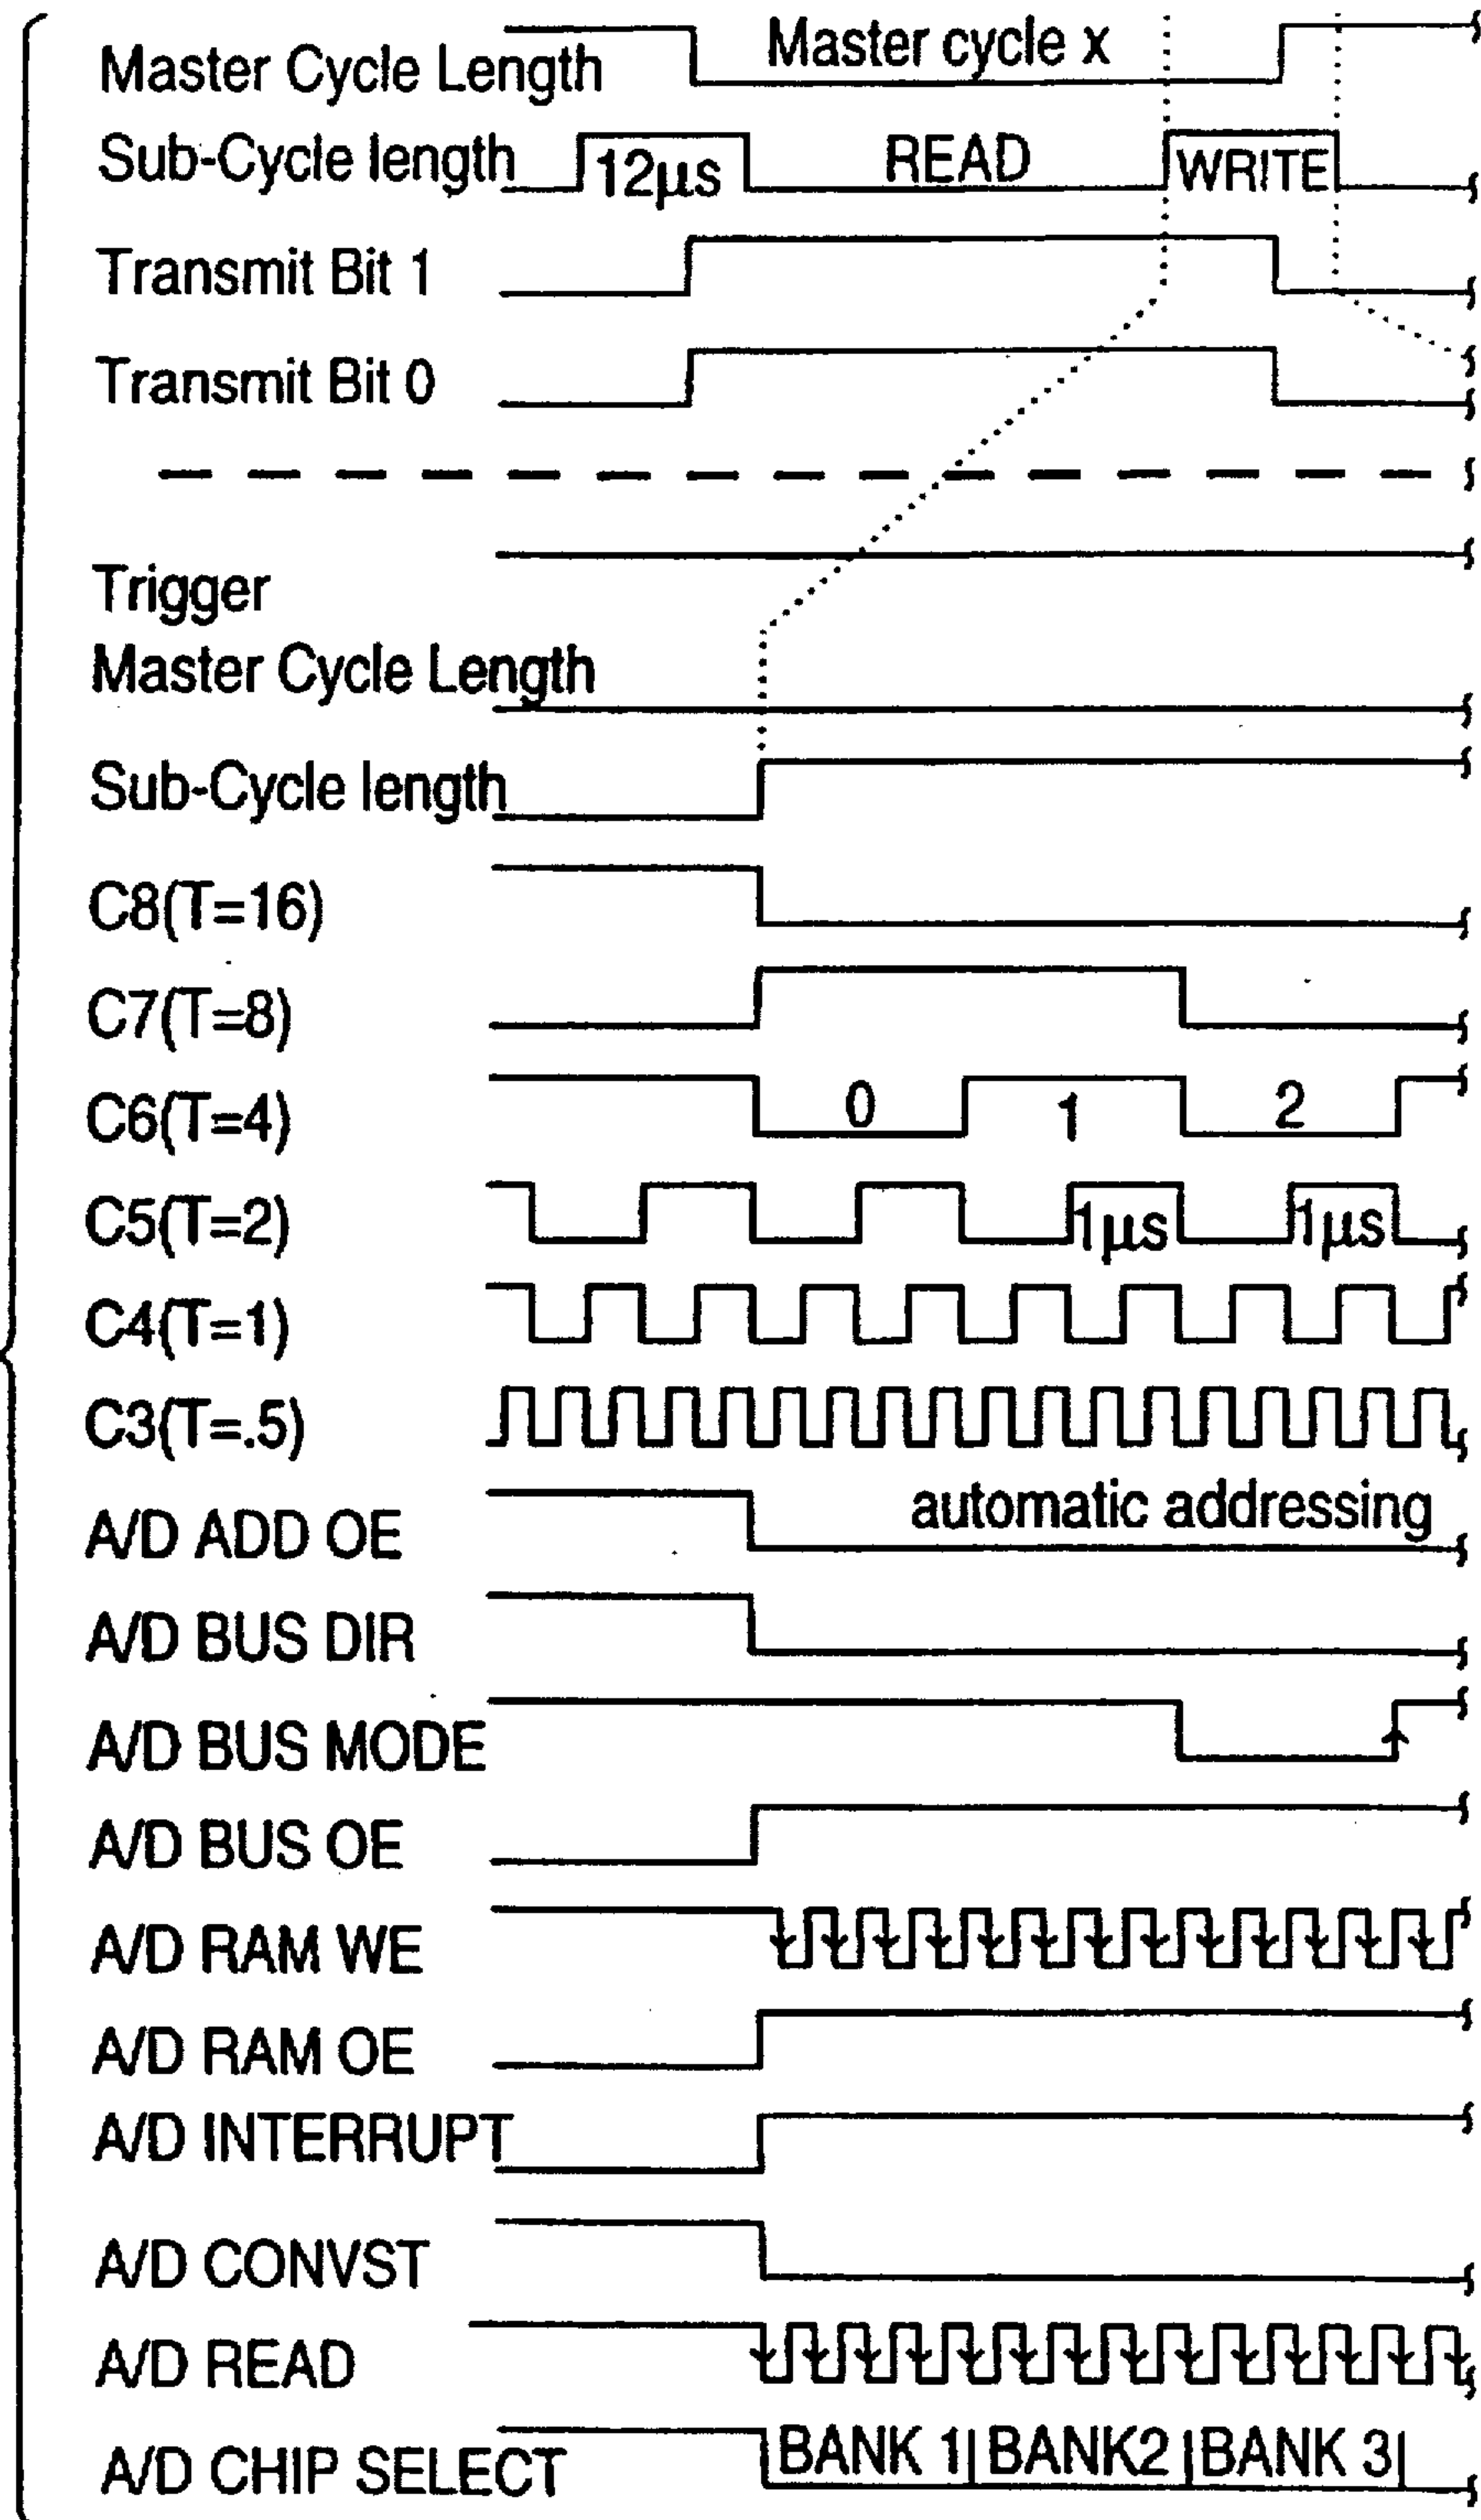 Master Cycle Length Master cycle x
Sub-Cycle length 12µs READ WRITE
Transmit Bit 1
Transmit Bit 0
Trigger
Master Cycle Length
Sub-Cycle length
C8(T=16)
C7(T=8)
C6(T=4) 0 1 2
C5(T=2) 1µs 1µs
C4(T=1)
C3(T=.5)
A/D ADD OE automatic addressing
A/D BUS DIR
A/D BUS MODE
A/D BUS OE
A/D RAM WE
A/D RAM OE
A/D INTERRUPT
A/D CONVST
A/D READ
A/D CHIP SELECT BANK 1 BANK2 BANK 3